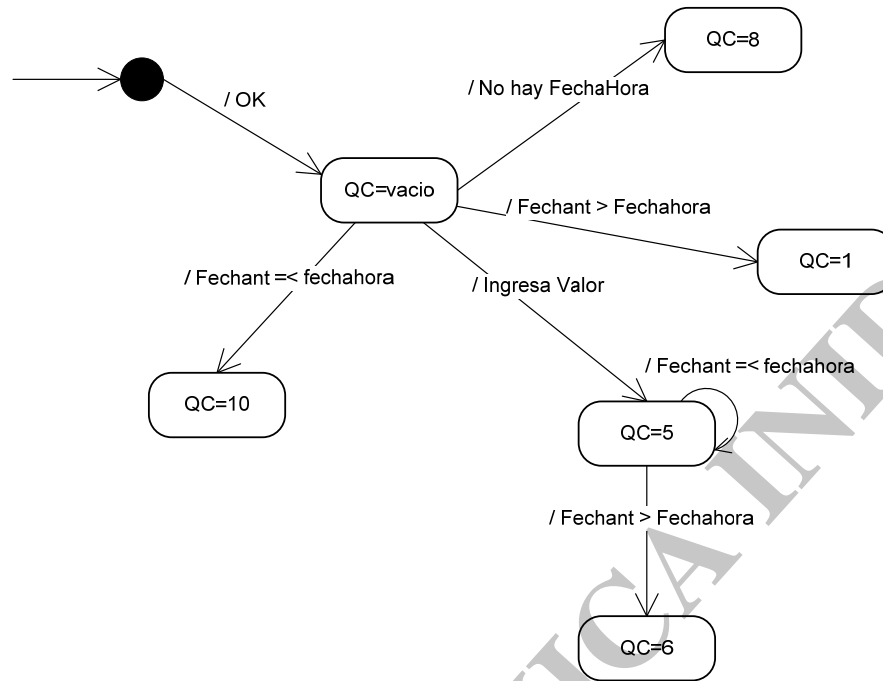 QC=8
/ No hay FechaHora
/ OK
QC=vacio
/ Fechant > Fechahora
QC=1
/ Fechant =< fechahora
/ Ingresa Valor
/ Fechant =< fechahora
QC=10
QC=5
/ Fechant > Fechahora
QC=6